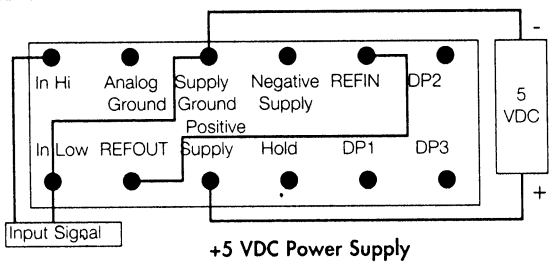 -
In Hi
Analog Ground
Supply Ground
Negative Supply
REFIN
DP2
5 VDC
In Low
REFOUT
Positive Supply
Hold
DP1
DP3
+
Input Signal
+5 VDC Power Supply